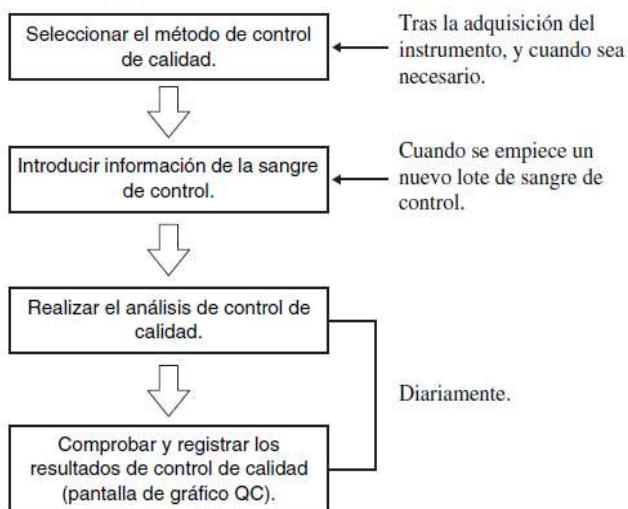 Seleccionar el método de control
de calidad.
Tras la adquisición del
instrumento, y cuando sea
necesario.
Introducir información de la sangre
de control.
Cuando se empiece un
nuevo lote de sangre de
control.
Realizar el análisis de control de
calidad.
Diariamente.
Comprobar y registrar los
resultados de control de calidad
(pantalla de gráfico QC).